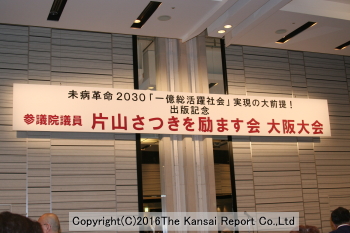 未病革命2030「一億総活躍社会」実現の大前提！
出版記念
参議院議員 片山さつきを励ます会 大阪大会
Copyright(C)2016The Kansai Report Co.,Ltd